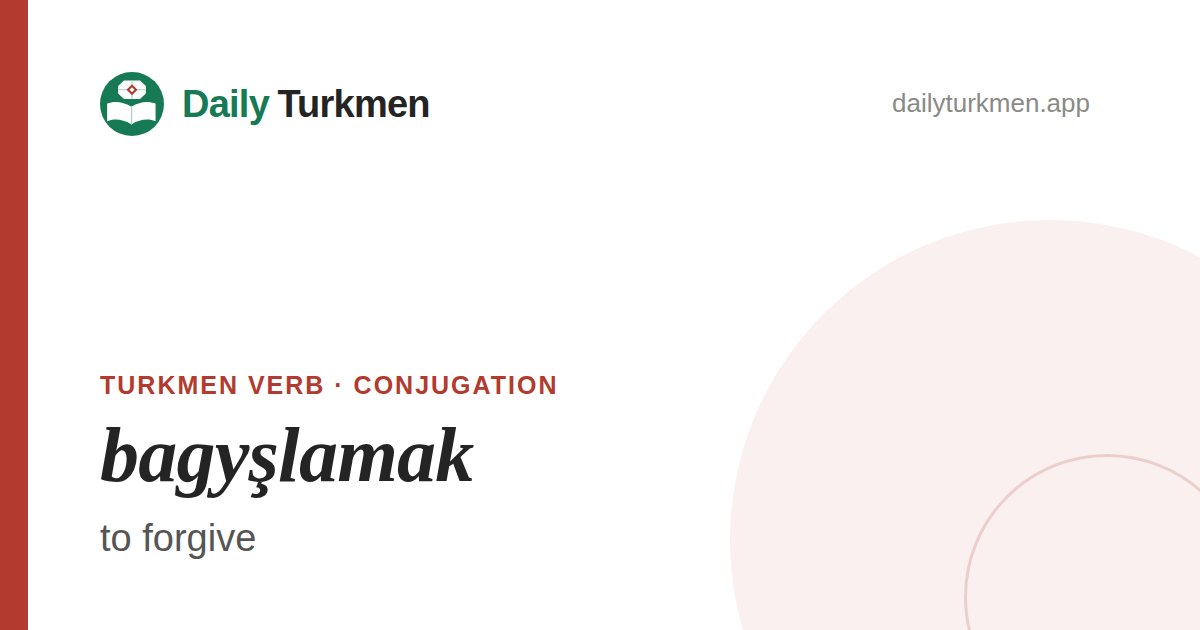 Daily Turkmen
dailyturkmen.app
TURKMEN VERB · CONJUGATION
bagyşlamak
to forgive